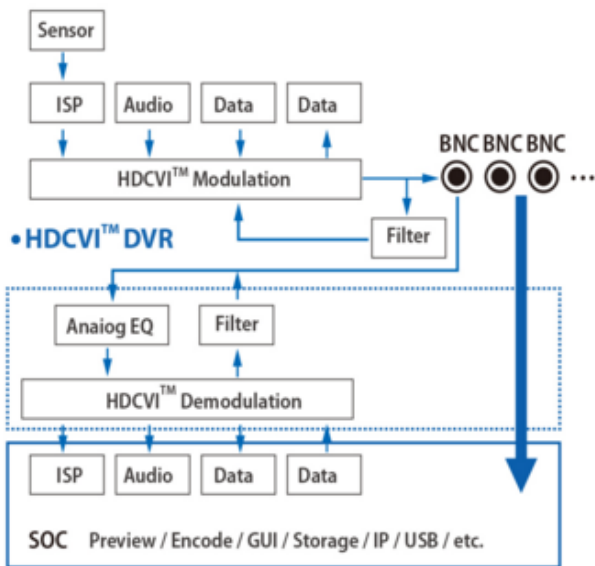 Sensor
ISP Audio Data Data
BNC BNC BNC
HDCVI™ Modulation
...
• HDCVI™ DVR
Filter
Anaiog EQ Filter
HDCVI™ Demodulation
ISP Audio Data Data
SOC Preview / Encode / GUI / Storage / IP / USB / etc.